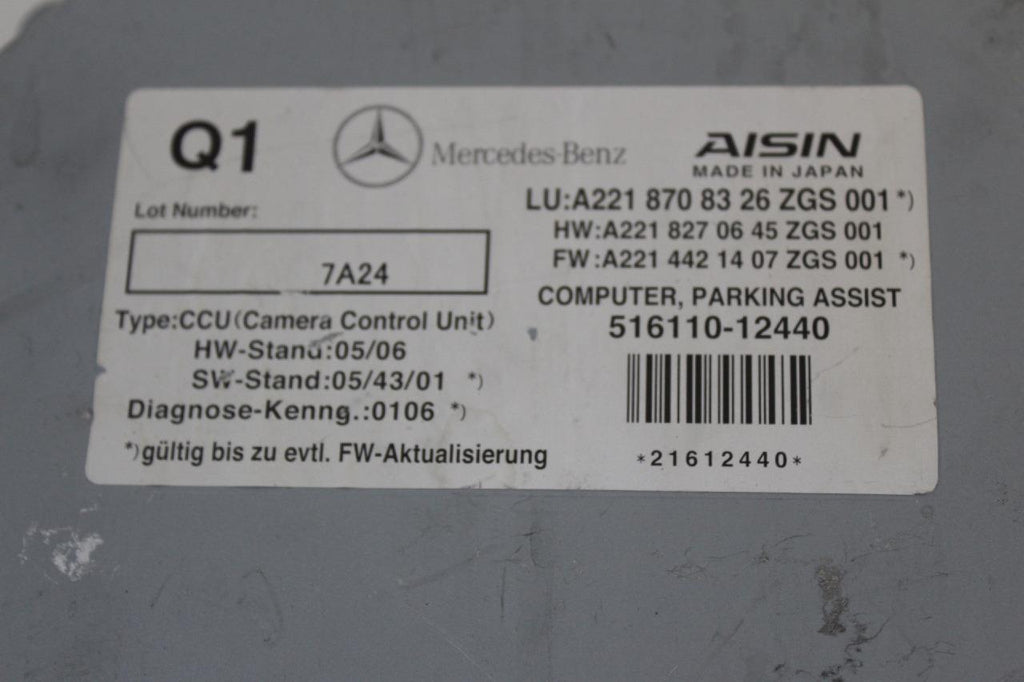 Q1
Mercedes-Benz
AISIN
MADE IN JAPAN
Lot Number:
7A24
Type:CCU(Camera Control Unit)
HW-Stand:05/06
SW-Stand:05/43/01 *)
Diagnose-Kenng.:0106 *)
*)gültig bis zu evtl. FW-Aktualisierung
LU:A221 870 83 26 ZGS 001 *)
HW:A221 827 06 45 ZGS 001
FW:A221 442 14 07 ZGS 001 *)
COMPUTER, PARKING ASSIST
516110-12440
*21612440*